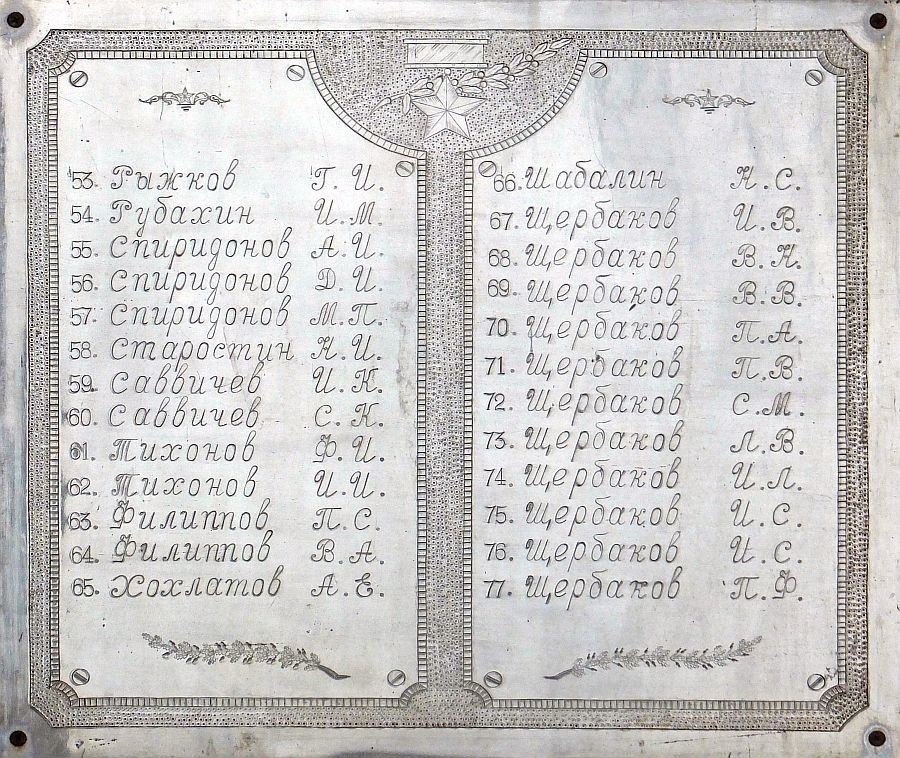 53. Рыжков Г. И.
54. Рубахин И. М.
55. Спиридонов А. И.
56. Спиридонов Д. И.
57. Спиридонов М. П.
58. Старостин Н. И.
59. Саввичев И. К.
60. Саввичев С. К.
61. Тихонов Ф. И.
62. Тихонов И. И.
63. Филиппов П. С.
64. Филиппов В. А.
65. Хохлатов А. Е.
66. Шабалин Н. С.
67. Щербаков И. В.
68. Щербаков В. Н.
69. Щербаков В. В.
70. Щербаков П. А.
71. Щербаков П. В.
72. Щербаков С. М.
73. Щербаков Л. В.
74. Щербаков И. Л.
75. Щербаков И. С.
76. Щербаков И. С.
77. Щербаков П. Ф.